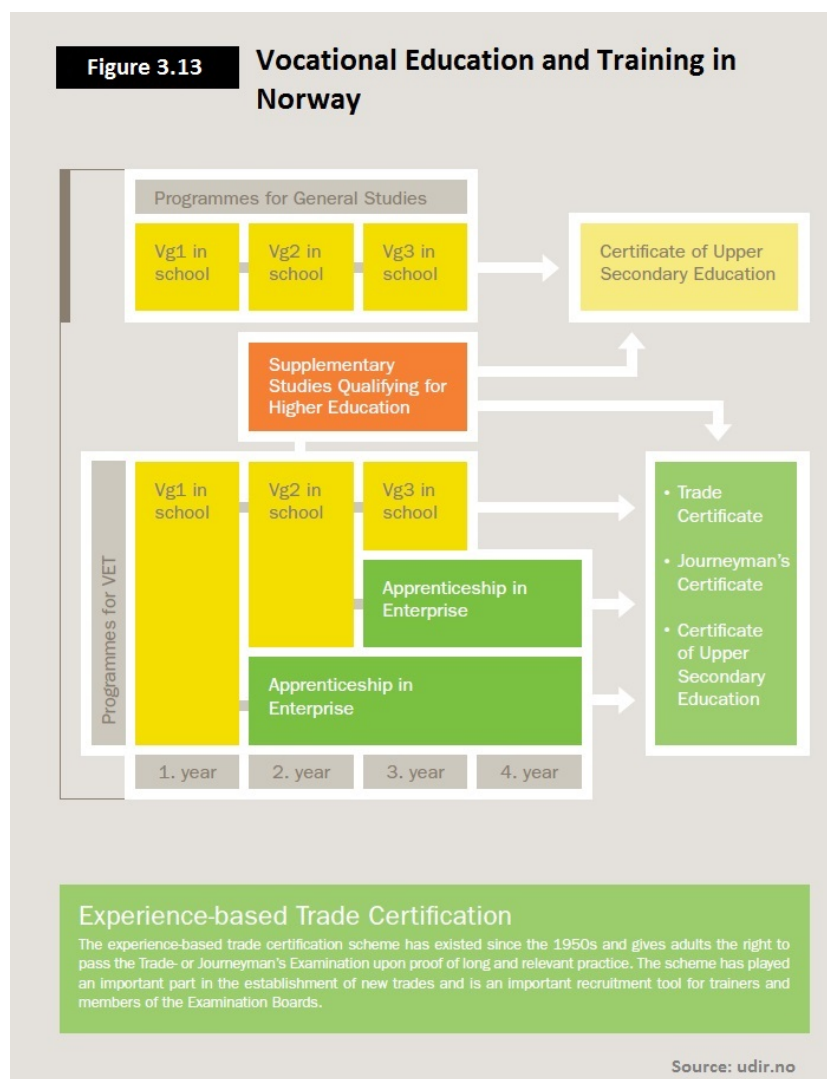 Figure 3.13
Vocational Education and Training in
Norway
Programmes for General Studies
Vg1 in
school
Vg2 in
school
Vg3 in
school
Certificate of Upper
Secondary Education
Supplementary
Studies Qualifying for
Higher Education
Programmes for VET
Vg1 in
school
Vg2 in
school
Vg3 in
school
Apprenticeship in
Enterprise
Apprenticeship in
Enterprise
• Trade
Certificate
• Journeyman's
Certificate
• Certificate
of Upper
Secondary
Education
1. year
2. year
3. year
4. year
Experience-based Trade Certification
The experience-based trade certification scheme has existed since the 1950s and gives adults the right to
pass the Trade- or Journeyman's Examination upon proof of long and relevant practice. The scheme has played
an important part in the establishment of new trades and is an important recruitment tool for trainers and
members of the Examination Boards.
Source: udir.no